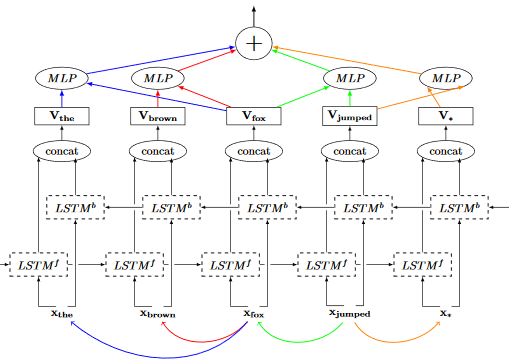 +
MLP MLP MLP MLP
V_the V_brown V_fox V_jumped V_*
concat concat concat concat concat
LSTM^b LSTM^b LSTM^b LSTM^b LSTM^b
LSTM^f LSTM^f LSTM^f LSTM^f LSTM^f
x_the x_brown x_fox x_jumped x_*